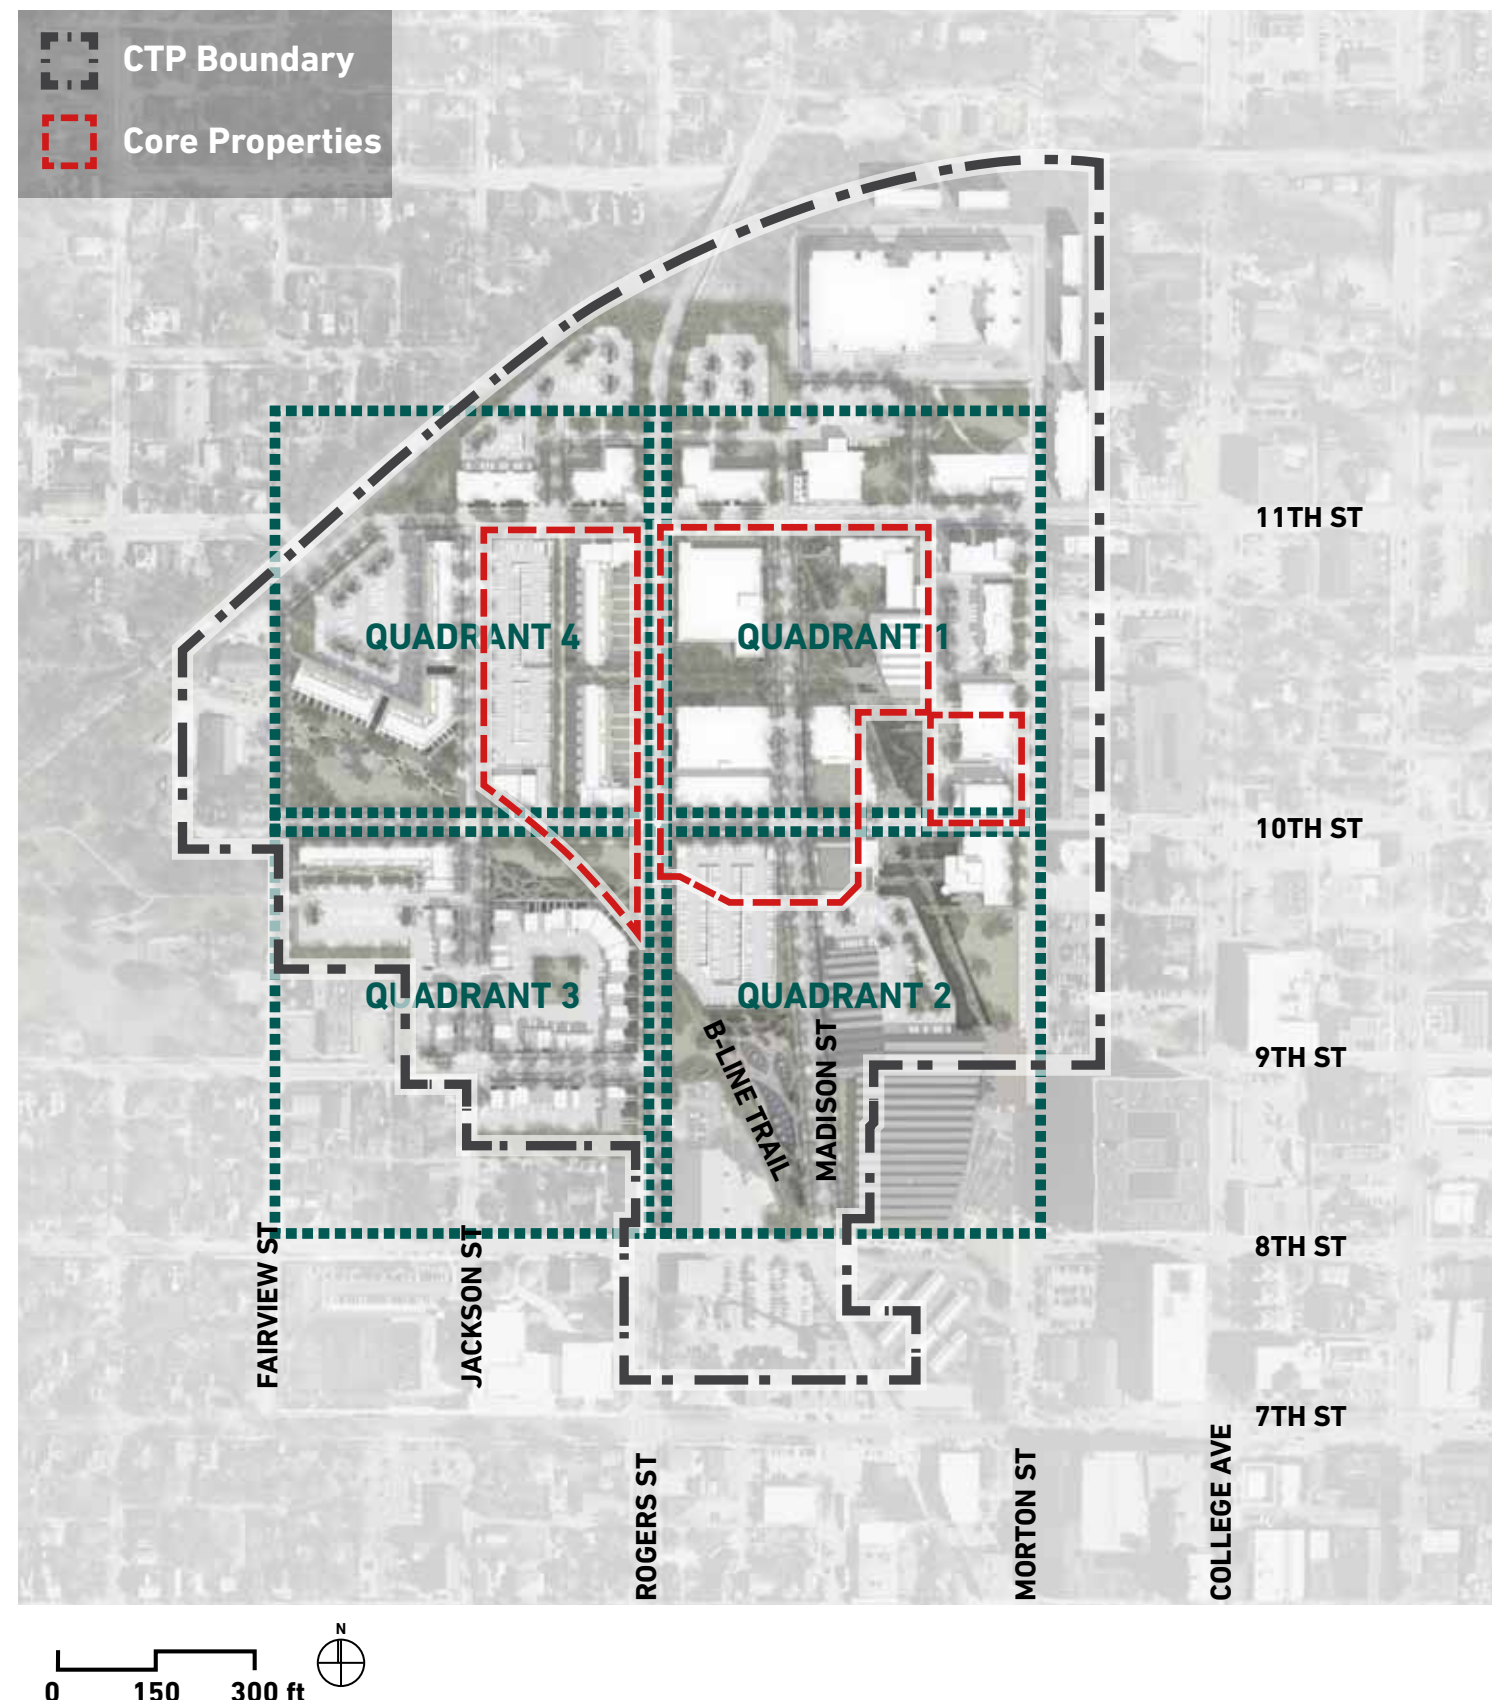 CTP Boundary
Core Properties
11TH ST
QUADRANT 4
QUADRANT 1
10TH ST
QUADRANT 3
QUADRANT 2
B-LINE TRAIL
MADISON ST
9TH ST
FAIRVIEW ST
JACKSON ST
8TH ST
7TH ST
ROGERS ST
MORTON ST
COLLEGE AVE
N
0 150 300 ft